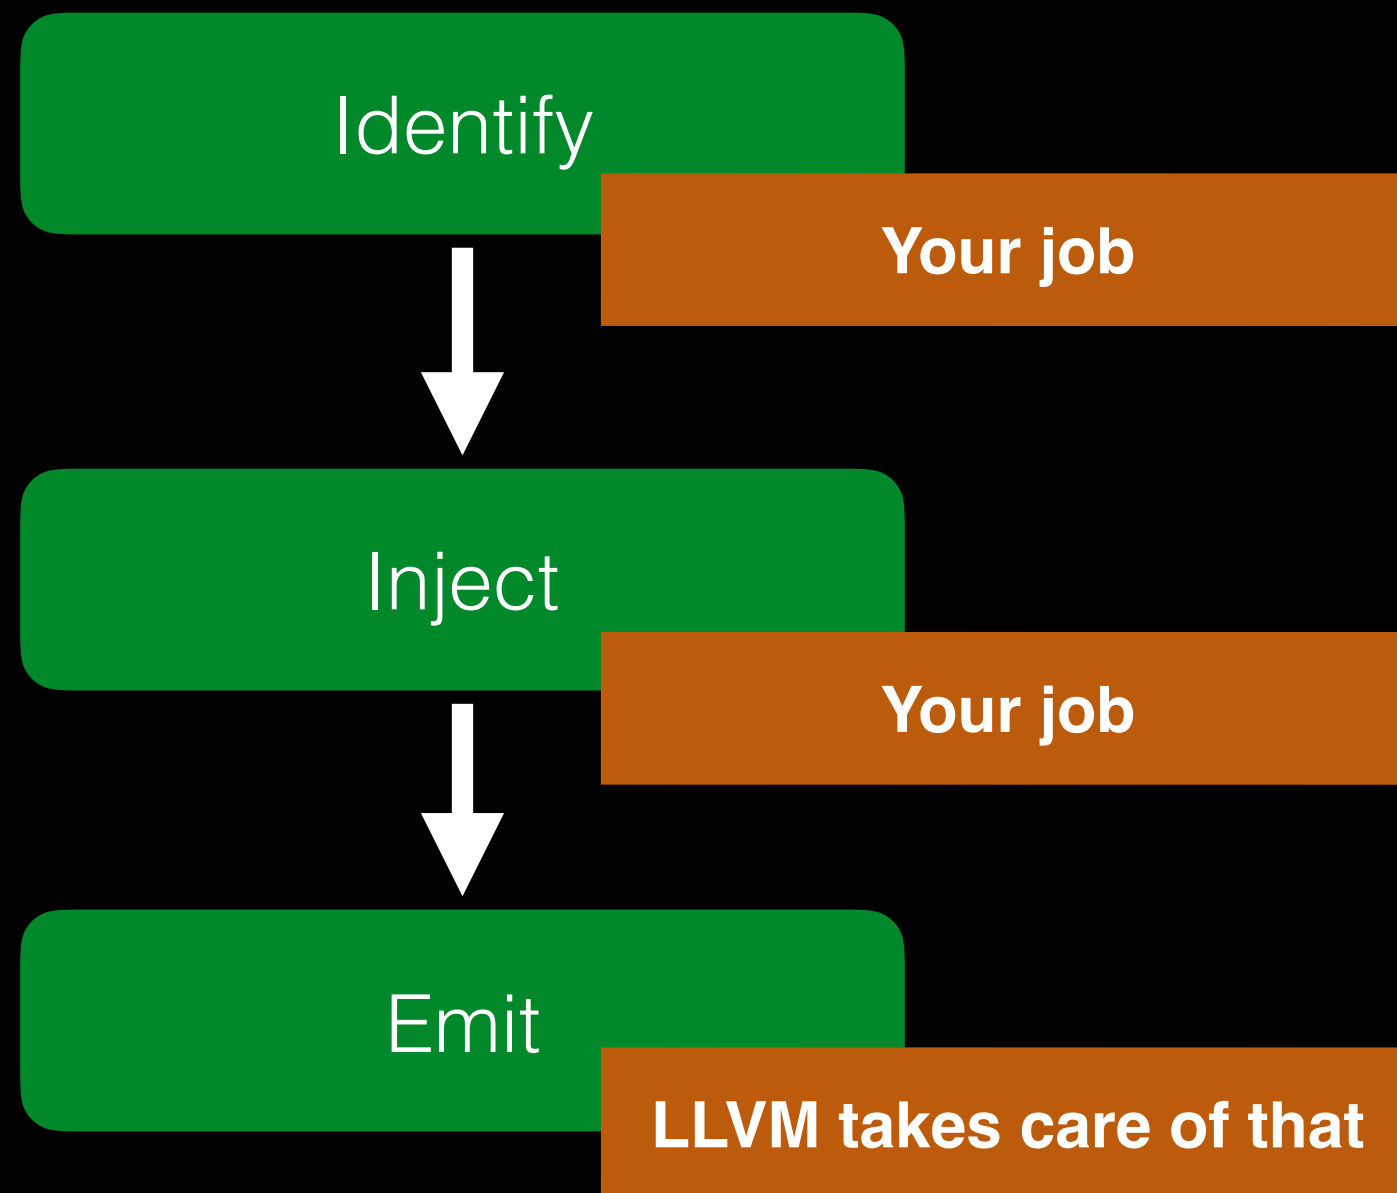 Identify
Your job
Inject
Your job
Emit
LLVM takes care of that